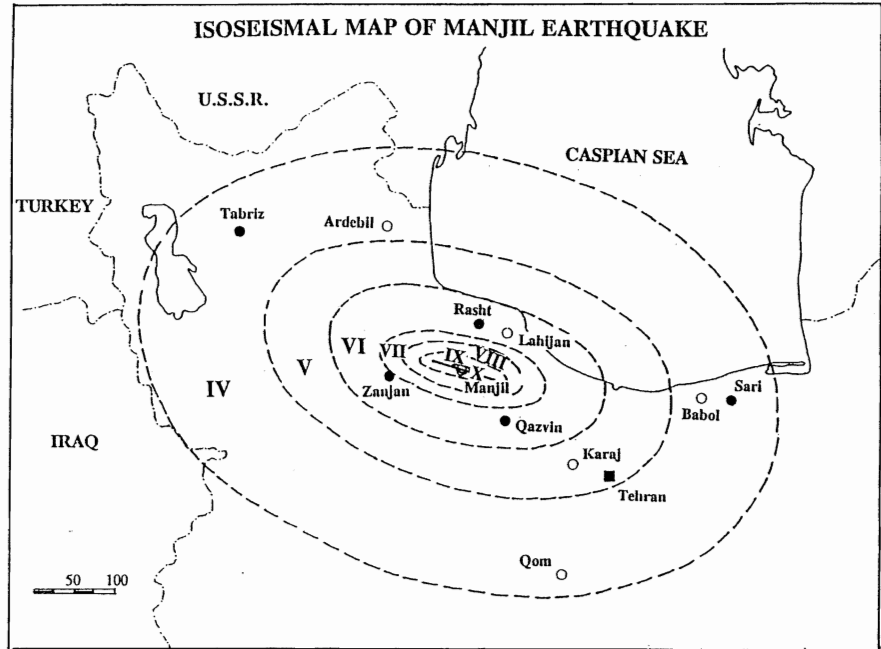 ISOSEISMAL MAP OF MANJIL EARTHQUAKE
U.S.S.R.
CASPIAN SEA
TURKEY
Tabriz
Ardebil
Rasht
Lahijan
VI
VII
IX
VIII
V
X
IV
Zanjan
Manjil
Sari
Babol
Qazvin
IRAQ
Karaj
Tehran
Qom
50 100